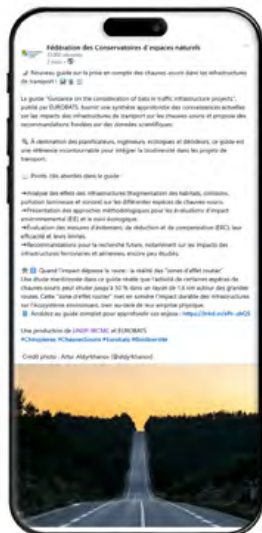 Fédération des Conservatoires d'espaces naturels
Nouveau guide sur la prise en compte des chauves-souris dans les infrastructures
de transport !
Le guide "Guidance on the consideration of bats in traffic infrastructure projects",
publié par EUROBATS, fournit une synthèse approfondie des connaissances actuelles
sur les impacts des infrastructures de transport sur les chauves-souris et propose des
recommandations fondées sur des données scientifiques.
À destination des planificateurs, ingénieurs, écologues et décideurs, ce guide est
une référence incontournable pour intégrer la biodiversité dans les projets de
transport.
Points clés abordés dans le guide :
→Analyse des effets des infrastructures (fragmentation des habitats, collisions,
pollution lumineuse et sonore) sur les différentes espèces de chauves-souris.
→Présentation des approches méthodologiques pour les évaluations d'impact
environnemental (EIE) et le suivi écologique.
→Évaluation des mesures d'évitement, de réduction et de compensation (ERC), leur
efficacité et leurs limites.
→Recommandations pour la recherche future, notamment sur les impacts des
infrastructures ferroviaires et aériennes, encore peu étudiés.
Quand l'impact dépasse la route : la réalité des "zones d'effet routier"
Une étude mentionnée dans ce guide révèle que l'activité de certaines espèces de
chauves-souris peut chuter jusqu'à 50 % dans un rayon de 1,6 km autour des grandes
routes. Cette "zone d'effet routier" met en lumière l'impact durable des infrastructures
sur l'écosystème environnant, bien au-delà de leur emprise physique.
Accédez au guide complet pour approfondir ces enjeux :
Une production de UNEP-WCMC et EUROBATS
#Chiroptères #ChauvesSouris #Eurobats #Biodiversité
Crédit photo : Artur Aldyrkhanov (@aldyrkhanov)